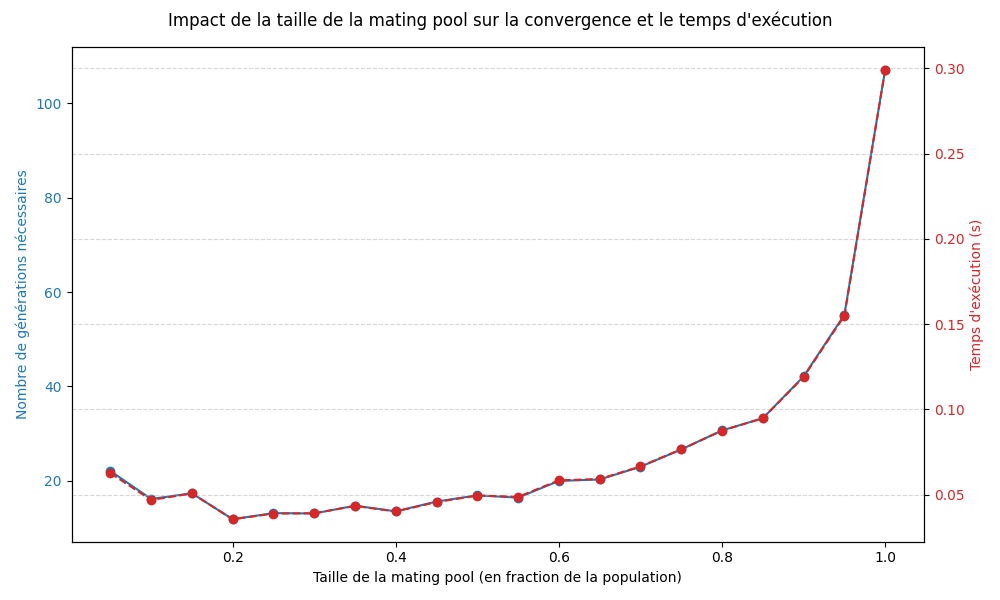 Impact de la taille de la mating pool sur la convergence et le temps d'exécution
Nombre de générations nécessaires
100
80
60
40
20
0.30
0.25
0.20
0.15
0.10
0.05
Temps d'exécution (s)
0.2 0.4 0.6 0.8 1.0
Taille de la mating pool (en fraction de la population)